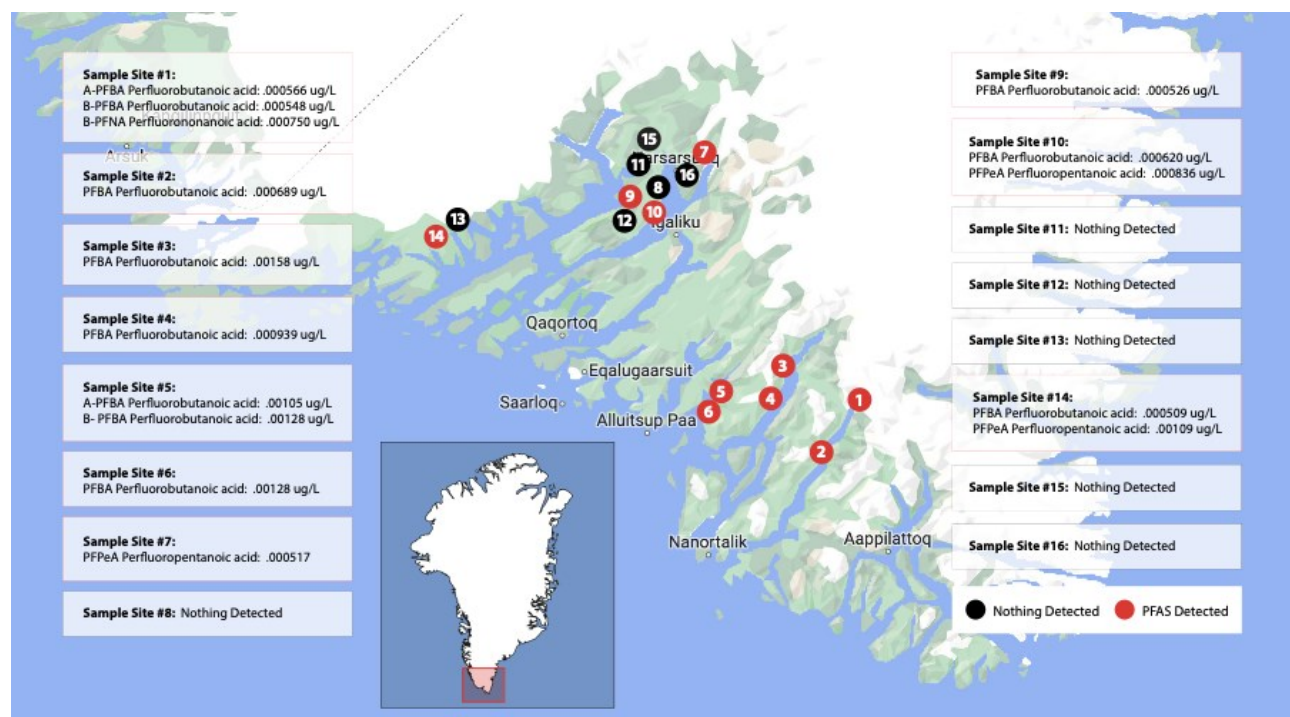 Sample Site #1:
A-PFBA Perfluorobutanoic acid: .000566 ug/L
B-PFBA Perfluorobutanoic acid: .000548 ug/L
B-PFNA Perfluorononanoic acid: .000750 ug/L
Arsuk
Sample Site #2:
PFBA Perfluorobutanoic acid: .000689 ug/L
Sample Site #3:
PFBA Perfluorobutanoic acid: .00158 ug/L
Sample Site #4:
PFBA Perfluorobutanoic acid: .000939 ug/L
Sample Site #5:
A-PFBA Perfluorobutanoic acid: .00105 ug/L
B- PFBA Perfluorobutanoic acid: .00128 ug/L
Sample Site #6:
PFBA Perfluorobutanoic acid: .00128 ug/L
Sample Site #7:
PFPeA Perfluoropentanoic acid: .000517
Sample Site #8: Nothing Detected
15
7
11
16
8
9
10
12
Igaliku
13
14
Qaqortoq
3
Eqalugaarsuit
5
4
1
Saarloq
6
Alluitsup Paa
2
Nanortalik
Aappilattoq
Sample Site #9:
PFBA Perfluorobutanoic acid: .000526 ug/L
Sample Site #10:
PFBA Perfluorobutanoic acid: .000620 ug/L
PFPeA Perfluoropentanoic acid: .000836 ug/L
Sample Site #11: Nothing Detected
Sample Site #12: Nothing Detected
Sample Site #13: Nothing Detected
Sample Site #14:
PFBA Perfluorobutanoic acid: .000509 ug/L
PFPeA Perfluoropentanoic acid: .00109 ug/L
Sample Site #15: Nothing Detected
Sample Site #16: Nothing Detected
Nothing Detected
PFAS Detected